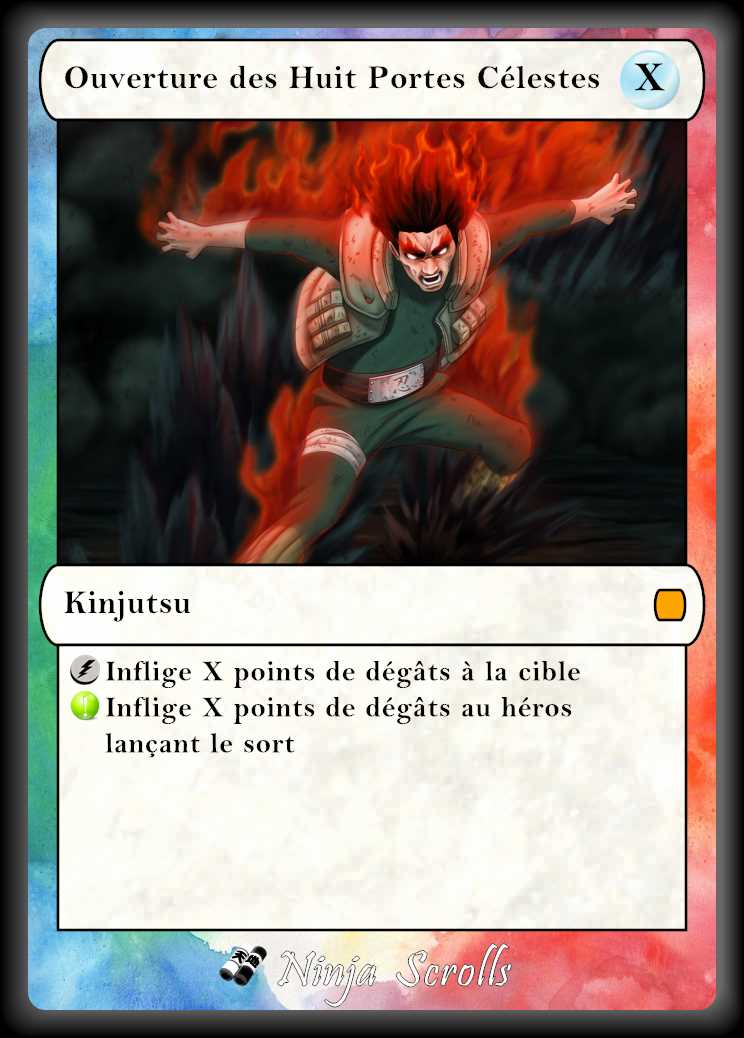 Ouverture des Huit Portes Célestes X
Kinjutsu
Inflige X points de dégâts à la cible
Inflige X points de dégâts au héros
lançant le sort
Ninja Scrolls